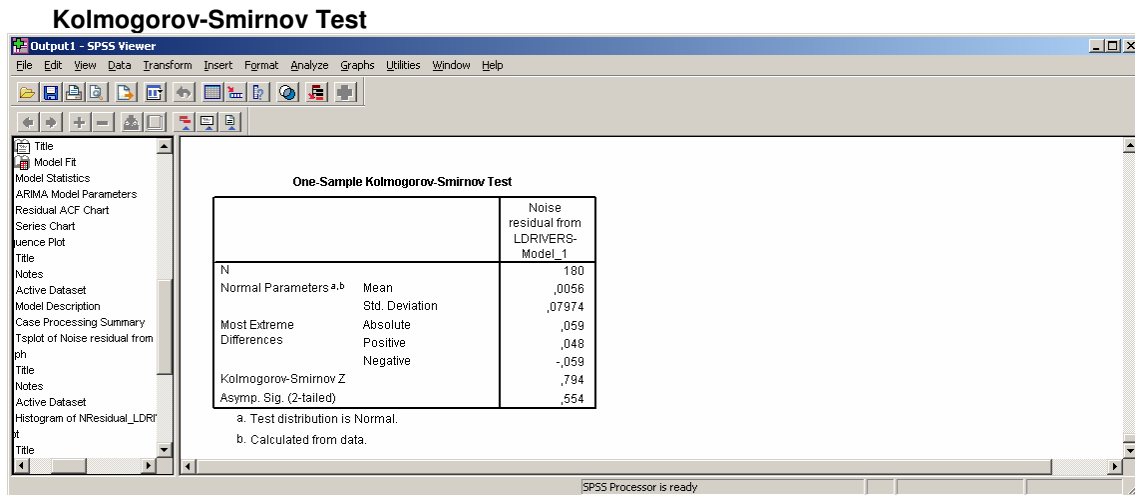 Kolmogorov-Smirnov Test
Output1 - SPSS Viewer
File Edit View Data Transform Insert Format Analyze Graphs Utilities Window Help
Title
Model Fit
Model Statistics
ARIMA Model Parameters
Residual ACF Chart
Series Chart
uence Plot
Title
Notes
Active Dataset
Model Description
Case Processing Summary
Tsplot of Noise residual from
ph
Title
Notes
Active Dataset
Histogram of NResidual_LDRI
ot
Title
One-Sample Kolmogorov-Smirnov Test
Noise
residual from
LDRIVERS-
Model_1
N 180
Normal Parameters a,b Mean ,0056
Std. Deviation ,07974
Most Extreme Absolute ,059
Differences Positive ,048
Negative -,059
Kolmogorov-Smirnov Z ,794
Asymp. Sig. (2-tailed) ,554
a. Test distribution is Normal.
b. Calculated from data.
SPSS Processor is ready